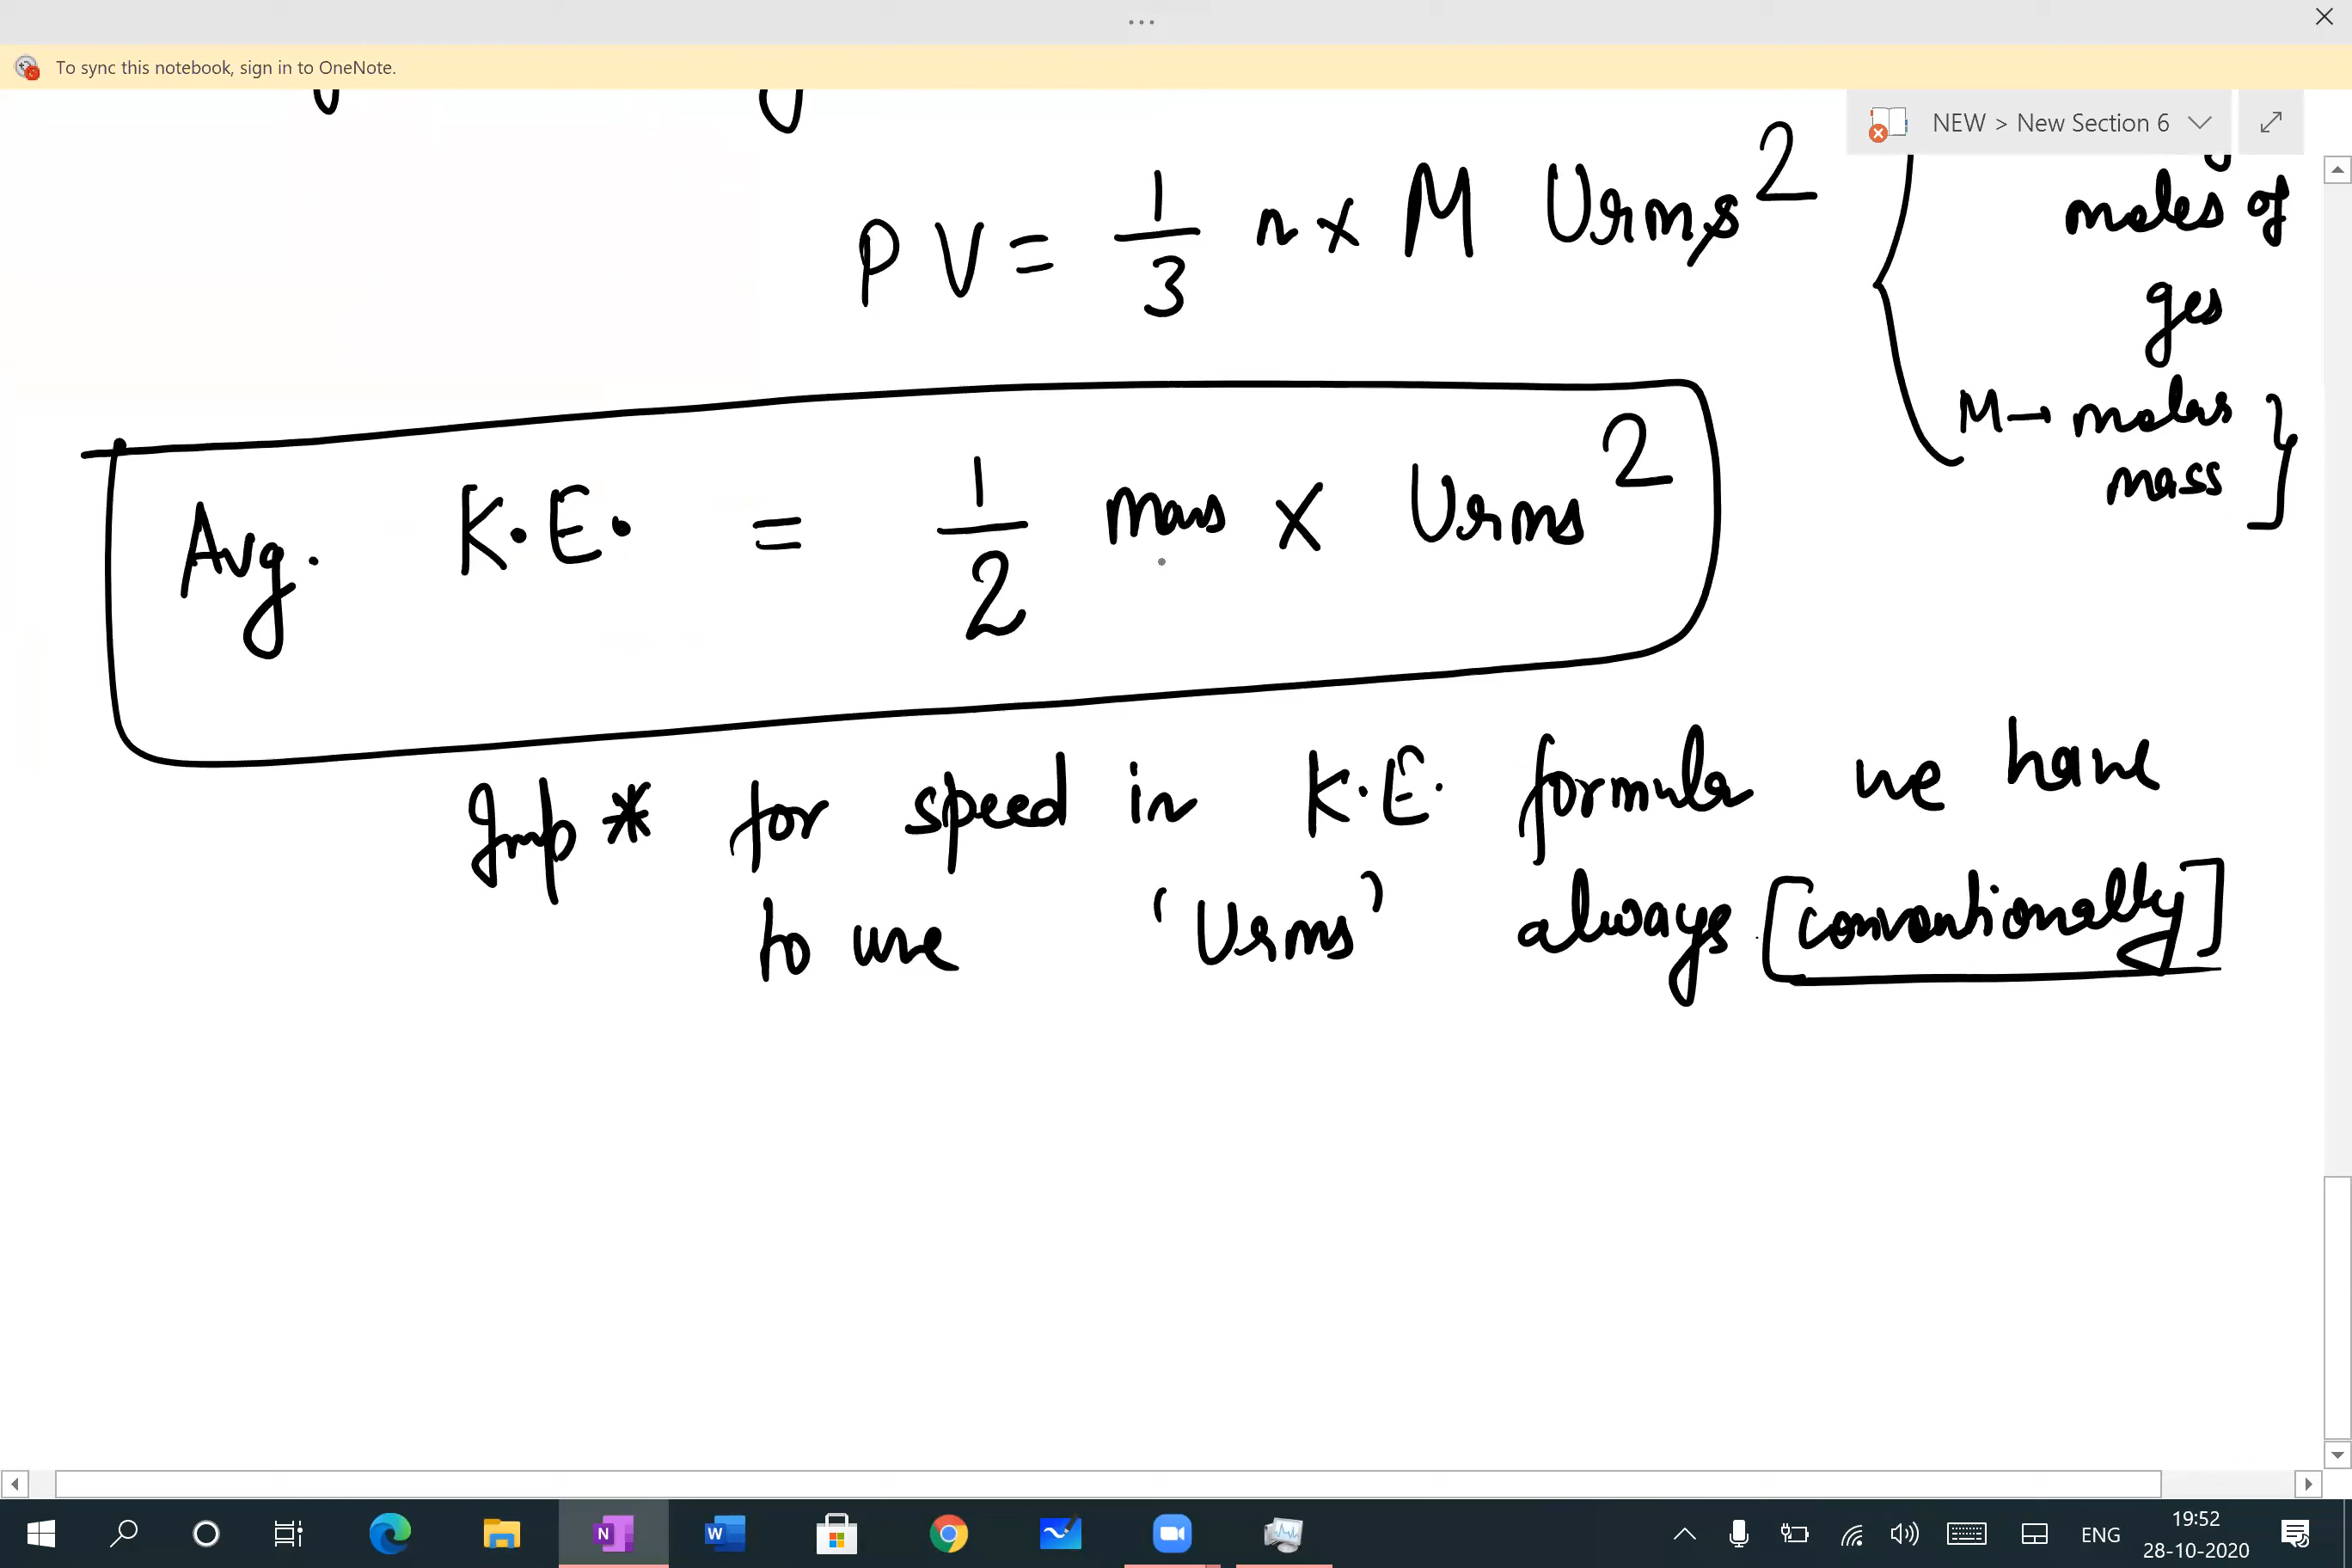 ...
To sync this notebook, sign in to OneNote.
NEW > New Section 6
PV = 1/3 n x M Urms²
moles of
ges
M → molar
mass
Avg. K.E. = 1/2 mass x Urms²
Imp * for speed in K.E. formula we have
to use 'Urms' always [conventionally]
N
W
ENG
19:52
28-10-2020